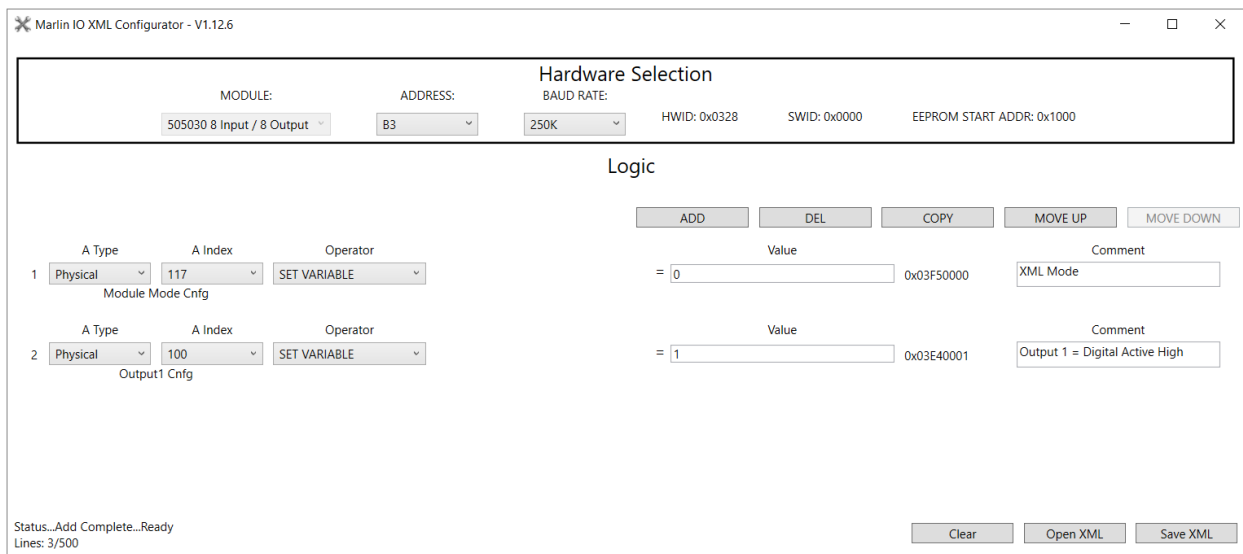 Marlin IO XML Configurator - V1.12.6
Hardware Selection
MODULE: ADDRESS: BAUD RATE:
505030 8 Input / 8 Output B3 250K HWID: 0x0328 SWID: 0x0000 EEPROM START ADDR: 0x1000
Logic
ADD DEL COPY MOVE UP MOVE DOWN
A Type A Index Operator Value Comment
1 Physical 117 SET VARIABLE = 0 0x03F50000 XML Mode
Module Mode Cnfg
A Type A Index Operator Value Comment
2 Physical 100 SET VARIABLE = 1 0x03E40001 Output 1 = Digital Active High
Output1 Cnfg
Status...Add Complete...Ready
Lines: 3/500
Clear Open XML Save XML